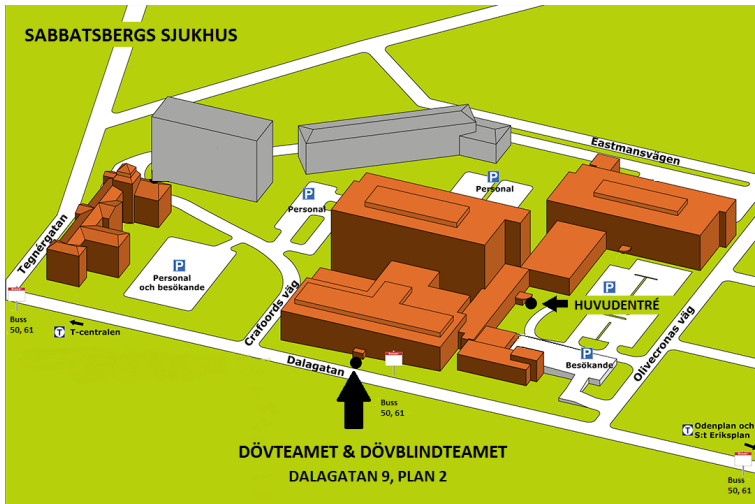 SABBATSBERGS SJUKHUS
Eastmansvägen
P
Personal
P
Personal
Tegnérgatan
P
Personal
och besökande
Crafoords väg
P
HUVUDENTRÉ
Olivecronas väg
P
Besökande
Buss
50, 61
T T-centralen
Dalagatan
Buss
50, 61
T Odenplan och
S:t Eriksplan
DÖVTEAMET & DÖVBLINDTEAMET
DALAGATAN 9, PLAN 2
Buss
50, 61